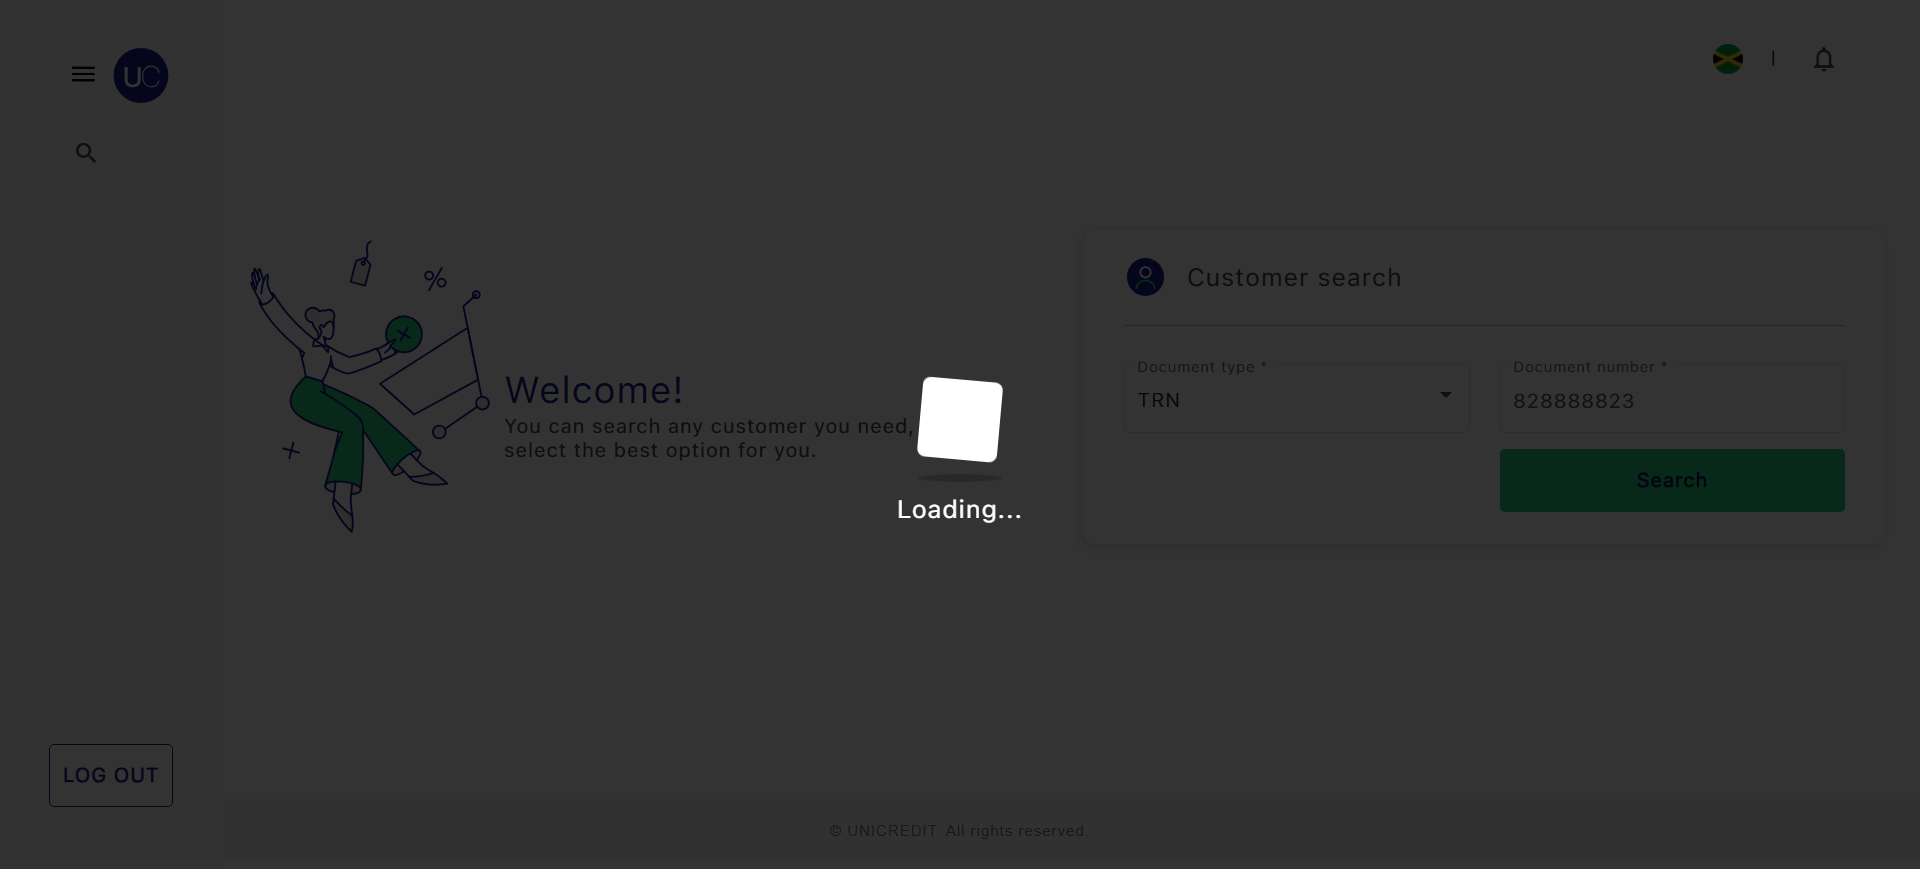 UC
|
Customer search
Document type *
Document number *
TRN
828888823
Welcome!
You can search any customer you need,
select the best option for you.
Search
Loading...
LOG OUT
© UNICREDIT. All rights reserved.